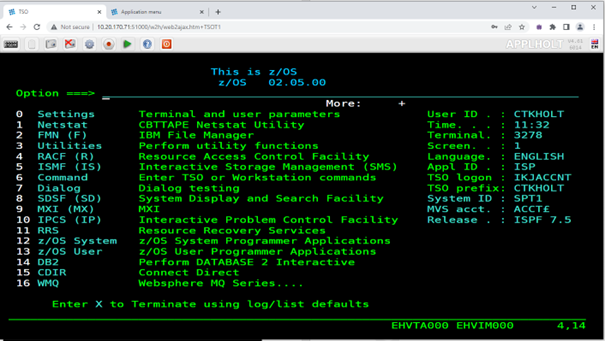 TSO
Application menu
Not secure | 10.20.170.71:51000/w2h/web2ajax.htm+TSOT1
APPLHOLT
EN
This is z/OS
z/OS 02.05.00
Option ===>
More: +
0 Settings Terminal and user parameters User ID . : CTKHOLT
1 Netstat CBTTAPE Netstat Utility Time. . . : 11:32
2 FMN (F) IBM File Manager Terminal. : 3278
3 Utilities Perform utility functions Screen. . : 1
4 RACF (R) Resource Access Control Facility Language. : ENGLISH
5 ISMF (IS) Interactive Storage Management (SMS) Appl ID . : ISP
6 Command Enter TSO or Workstation commands TSO logon : IKJACCNT
7 Dialog Dialog testing TSO prefix: CTKHOLT
8 SDSF (SD) System Display and Search Facility System ID : SPT1
9 MXI (MX) MXI MVS acct. : ACCT£
10 IPCS (IP) Interactive Problem Control Facility Release . : ISPF 7.5
11 RRS Resource Recovery Services
12 z/OS System z/OS System Programmer Applications
13 z/OS User z/OS User Programmer Applications
14 DB2 Perform DATABASE 2 Interactive
15 CDIR Connect Direct
16 WMQ Websphere MQ Series....
Enter X to Terminate using log/list defaults
EHVTA000 EHVIM000 4,14